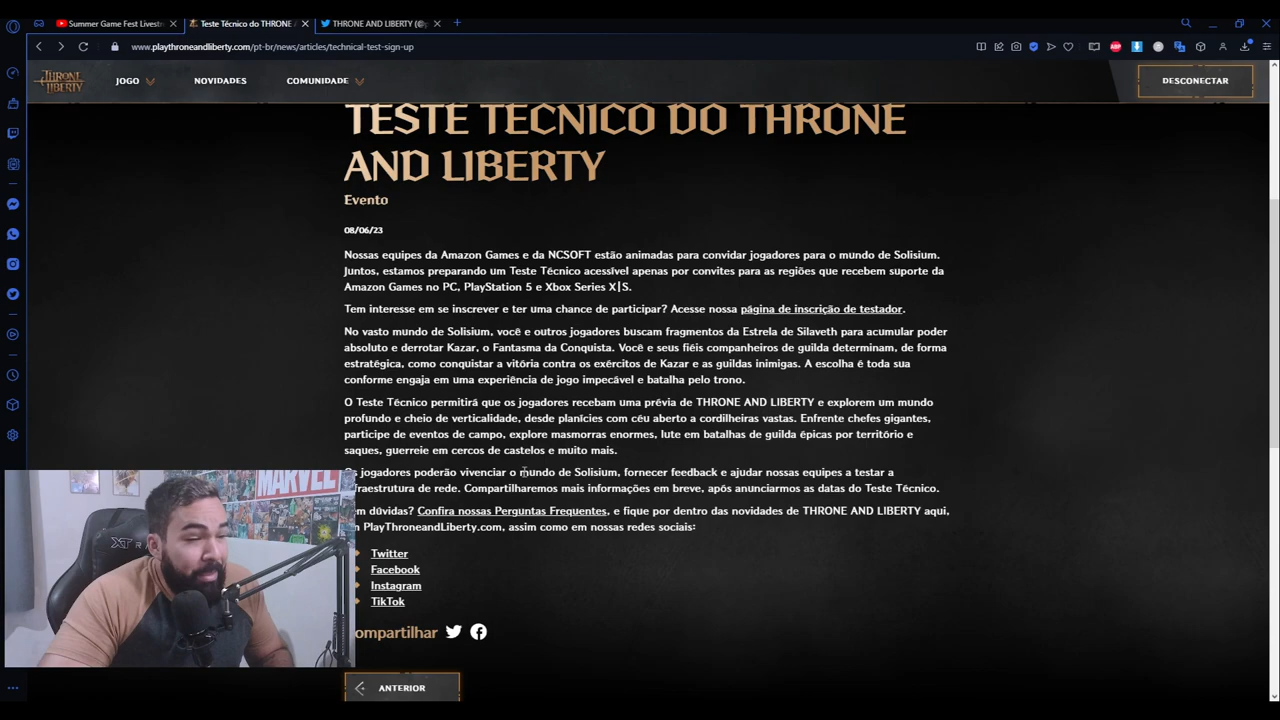 Summer Game Fest Livestr
Teste Técnico do THRONE A
THRONE AND LIBERTY (@p
www.playthroneandliberty.com/pt-br/news/articles/technical-test-sign-up
THRONE LIBERTY
JOGO
NOVIDADES
COMUNIDADE
DESCONECTAR
TESTE TÉCNICO DO THRONE
AND LIBERTY
Evento
08/06/23
Nossas equipes da Amazon Games e da NCSOFT estão animadas para convidar jogadores para o mundo de Solisium.
Juntos, estamos preparando um Teste Técnico acessível apenas por convites para as regiões que recebem suporte da
Amazon Games no PC, PlayStation 5 e Xbox Series X|S.
Tem interesse em se inscrever e ter uma chance de participar? Acesse nossa página de inscrição de testador.
No vasto mundo de Solisium, você e outros jogadores buscam fragmentos da Estrela de Silaveth para acumular poder
absoluto e derrotar Kazar, o Fantasma da Conquista. Você e seus fiéis companheiros de guilda determinam, de forma
estratégica, como conquistar a vitória contra os exércitos de Kazar e as guildas inimigas. A escolha é toda sua
conforme engaja em uma experiência de jogo impecável e batalha pelo trono.
O Teste Técnico permitirá que os jogadores recebam uma prévia de THRONE AND LIBERTY e explorem um mundo
profundo e cheio de verticalidade, desde planícies com céu aberto a cordilheiras vastas. Enfrente chefes gigantes,
participe de eventos de campo, explore masmorras enormes, lute em batalhas de guilda épicas por território e
saques, guerreie em cercos de castelos e muito mais.
Os jogadores poderão vivenciar o mundo de Solisium, fornecer feedback e ajudar nossas equipes a testar a
fraestrutura de rede. Compartilharemos mais informações em breve, após anunciarmos as datas do Teste Técnico.
m dúvidas? Confira nossas Perguntas Frequentes, e fique por dentro das novidades de THRONE AND LIBERTY aqui,
PlayThroneandLiberty.com, assim como em nossas redes sociais:
Twitter
Facebook
Instagram
TikTok
ompartilhar
ANTERIOR
MARVEL